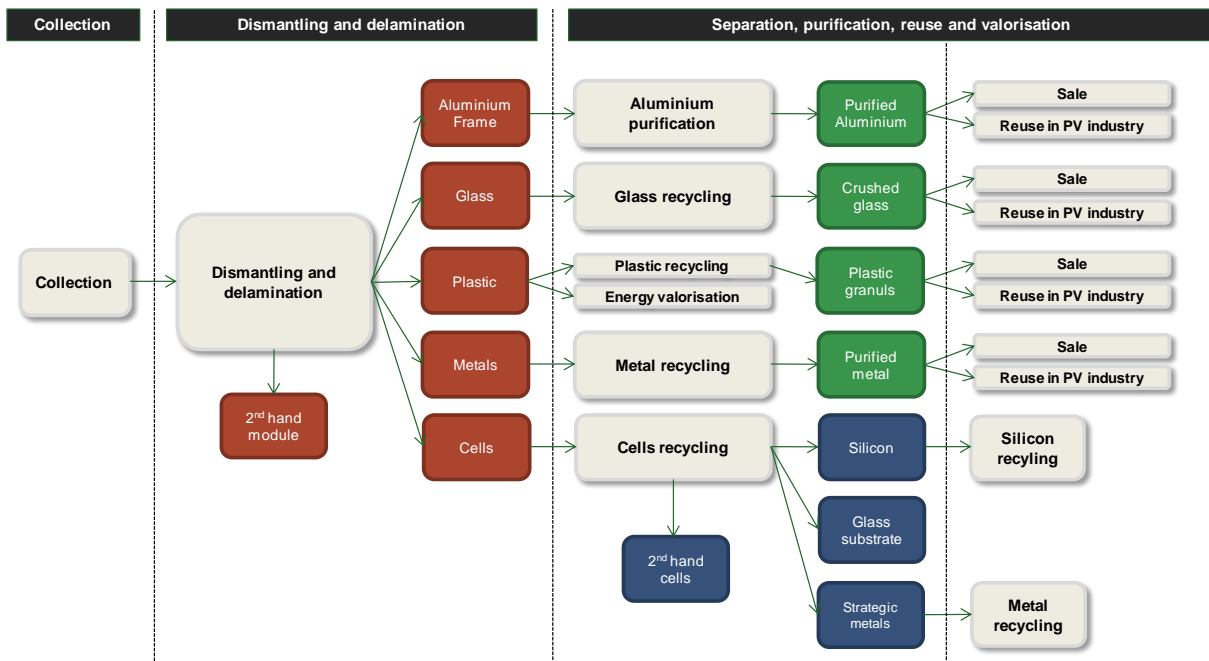 Collection
Dismantling and delamination
Separation, purification, reuse and valorisation
Collection
Dismantling and
delamination
2nd hand
module
Aluminium
Frame
Glass
Plastic
Metals
Cells
Aluminium
purification
Glass recycling
Plastic recycling
Energy valorisation
Metal recycling
Cells recycling
2nd hand
cells
Purified
Aluminium
Crushed
glass
Plastic
granuls
Purified
metal
Silicon
Glass
substrate
Strategic
metals
Sale
Reuse in PV industry
Sale
Reuse in PV industry
Sale
Reuse in PV industry
Sale
Reuse in PV industry
Silicon
recyling
Metal
recycling